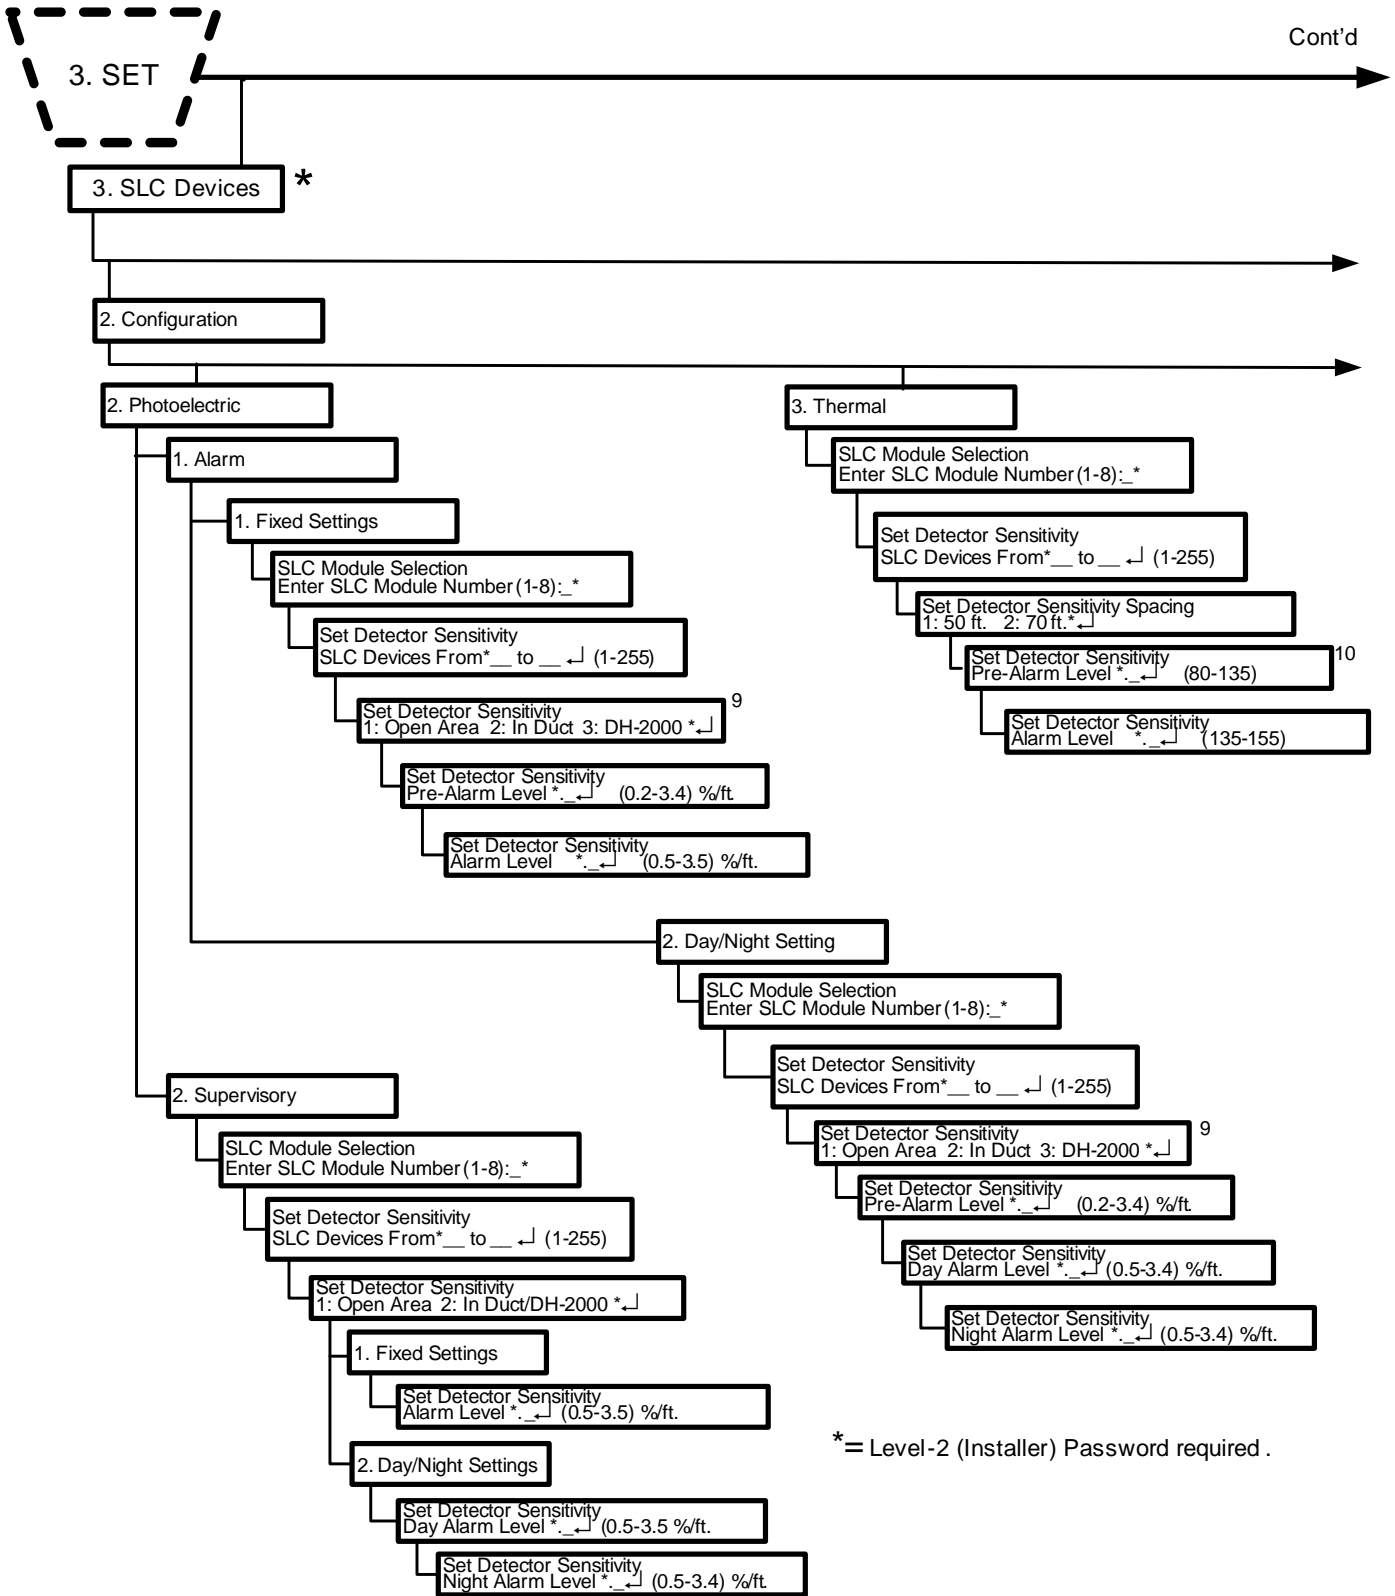 Cont'd
3. SET
3. SLC Devices *
2. Configuration
2. Photoelectric
1. Alarm
1. Fixed Settings
SLC Module Selection
Enter SLC Module Number (1-8):_*
Set Detector Sensitivity
SLC Devices From*__ to __ ↵ (1-255)
Set Detector Sensitivity
1: Open Area 2: In Duct 3: DH-2000 *↵
9
Set Detector Sensitivity
Pre-Alarm Level *._↵ (0.2-3.4) %/ft.
Set Detector Sensitivity
Alarm Level *._↵ (0.5-3.5) %/ft.
3. Thermal
SLC Module Selection
Enter SLC Module Number (1-8):_*
Set Detector Sensitivity
SLC Devices From*__ to __ ↵ (1-255)
Set Detector Sensitivity Spacing
1: 50 ft. 2: 70 ft.*↵
Set Detector Sensitivity
Pre-Alarm Level *._↵ (80-135)
10
Set Detector Sensitivity
Alarm Level *._↵ (135-155)
2. Day/Night Setting
SLC Module Selection
Enter SLC Module Number (1-8):_*
Set Detector Sensitivity
SLC Devices From*__ to __ ↵ (1-255)
Set Detector Sensitivity
1: Open Area 2: In Duct 3: DH-2000 *↵
9
Set Detector Sensitivity
Pre-Alarm Level *._↵ (0.2-3.4) %/ft.
Set Detector Sensitivity
Day Alarm Level *._↵ (0.5-3.4) %/ft.
Set Detector Sensitivity
Night Alarm Level *._↵ (0.5-3.4) %/ft.
2. Supervisory
SLC Module Selection
Enter SLC Module Number (1-8):_*
Set Detector Sensitivity
SLC Devices From*__ to __ ↵ (1-255)
Set Detector Sensitivity
1: Open Area 2: In Duct/DH-2000 *↵
1. Fixed Settings
Set Detector Sensitivity
Alarm Level *._↵ (0.5-3.5) %/ft.
2. Day/Night Settings
Set Detector Sensitivity
Day Alarm Level *._↵ (0.5-3.5 %/ft.
Set Detector Sensitivity
Night Alarm Level *._↵ (0.5-3.4) %/ft.
*= Level-2 (Installer) Password required .